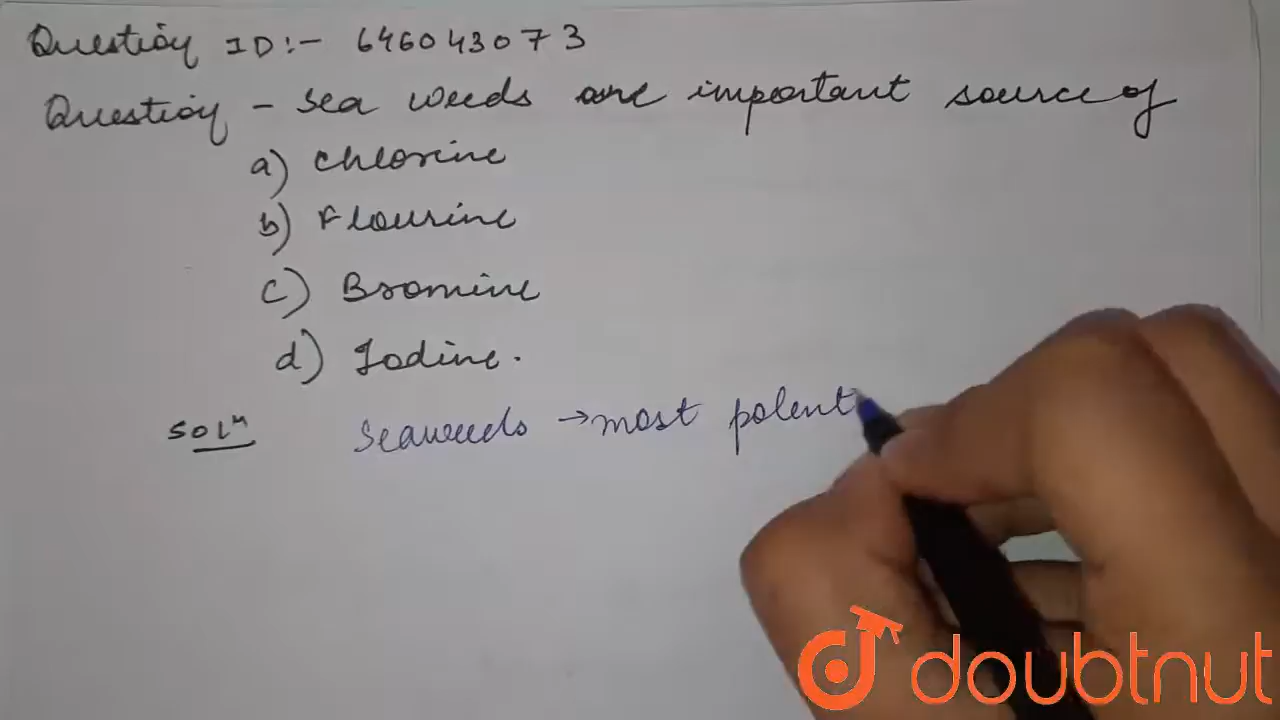 Question ID:- 646043073
Question - sea weeds are important source of
a) Chlorine
b) Flourine
c) Bromine
d) Iodine.
Solⁿ seaweeds → most potent
doubtnut